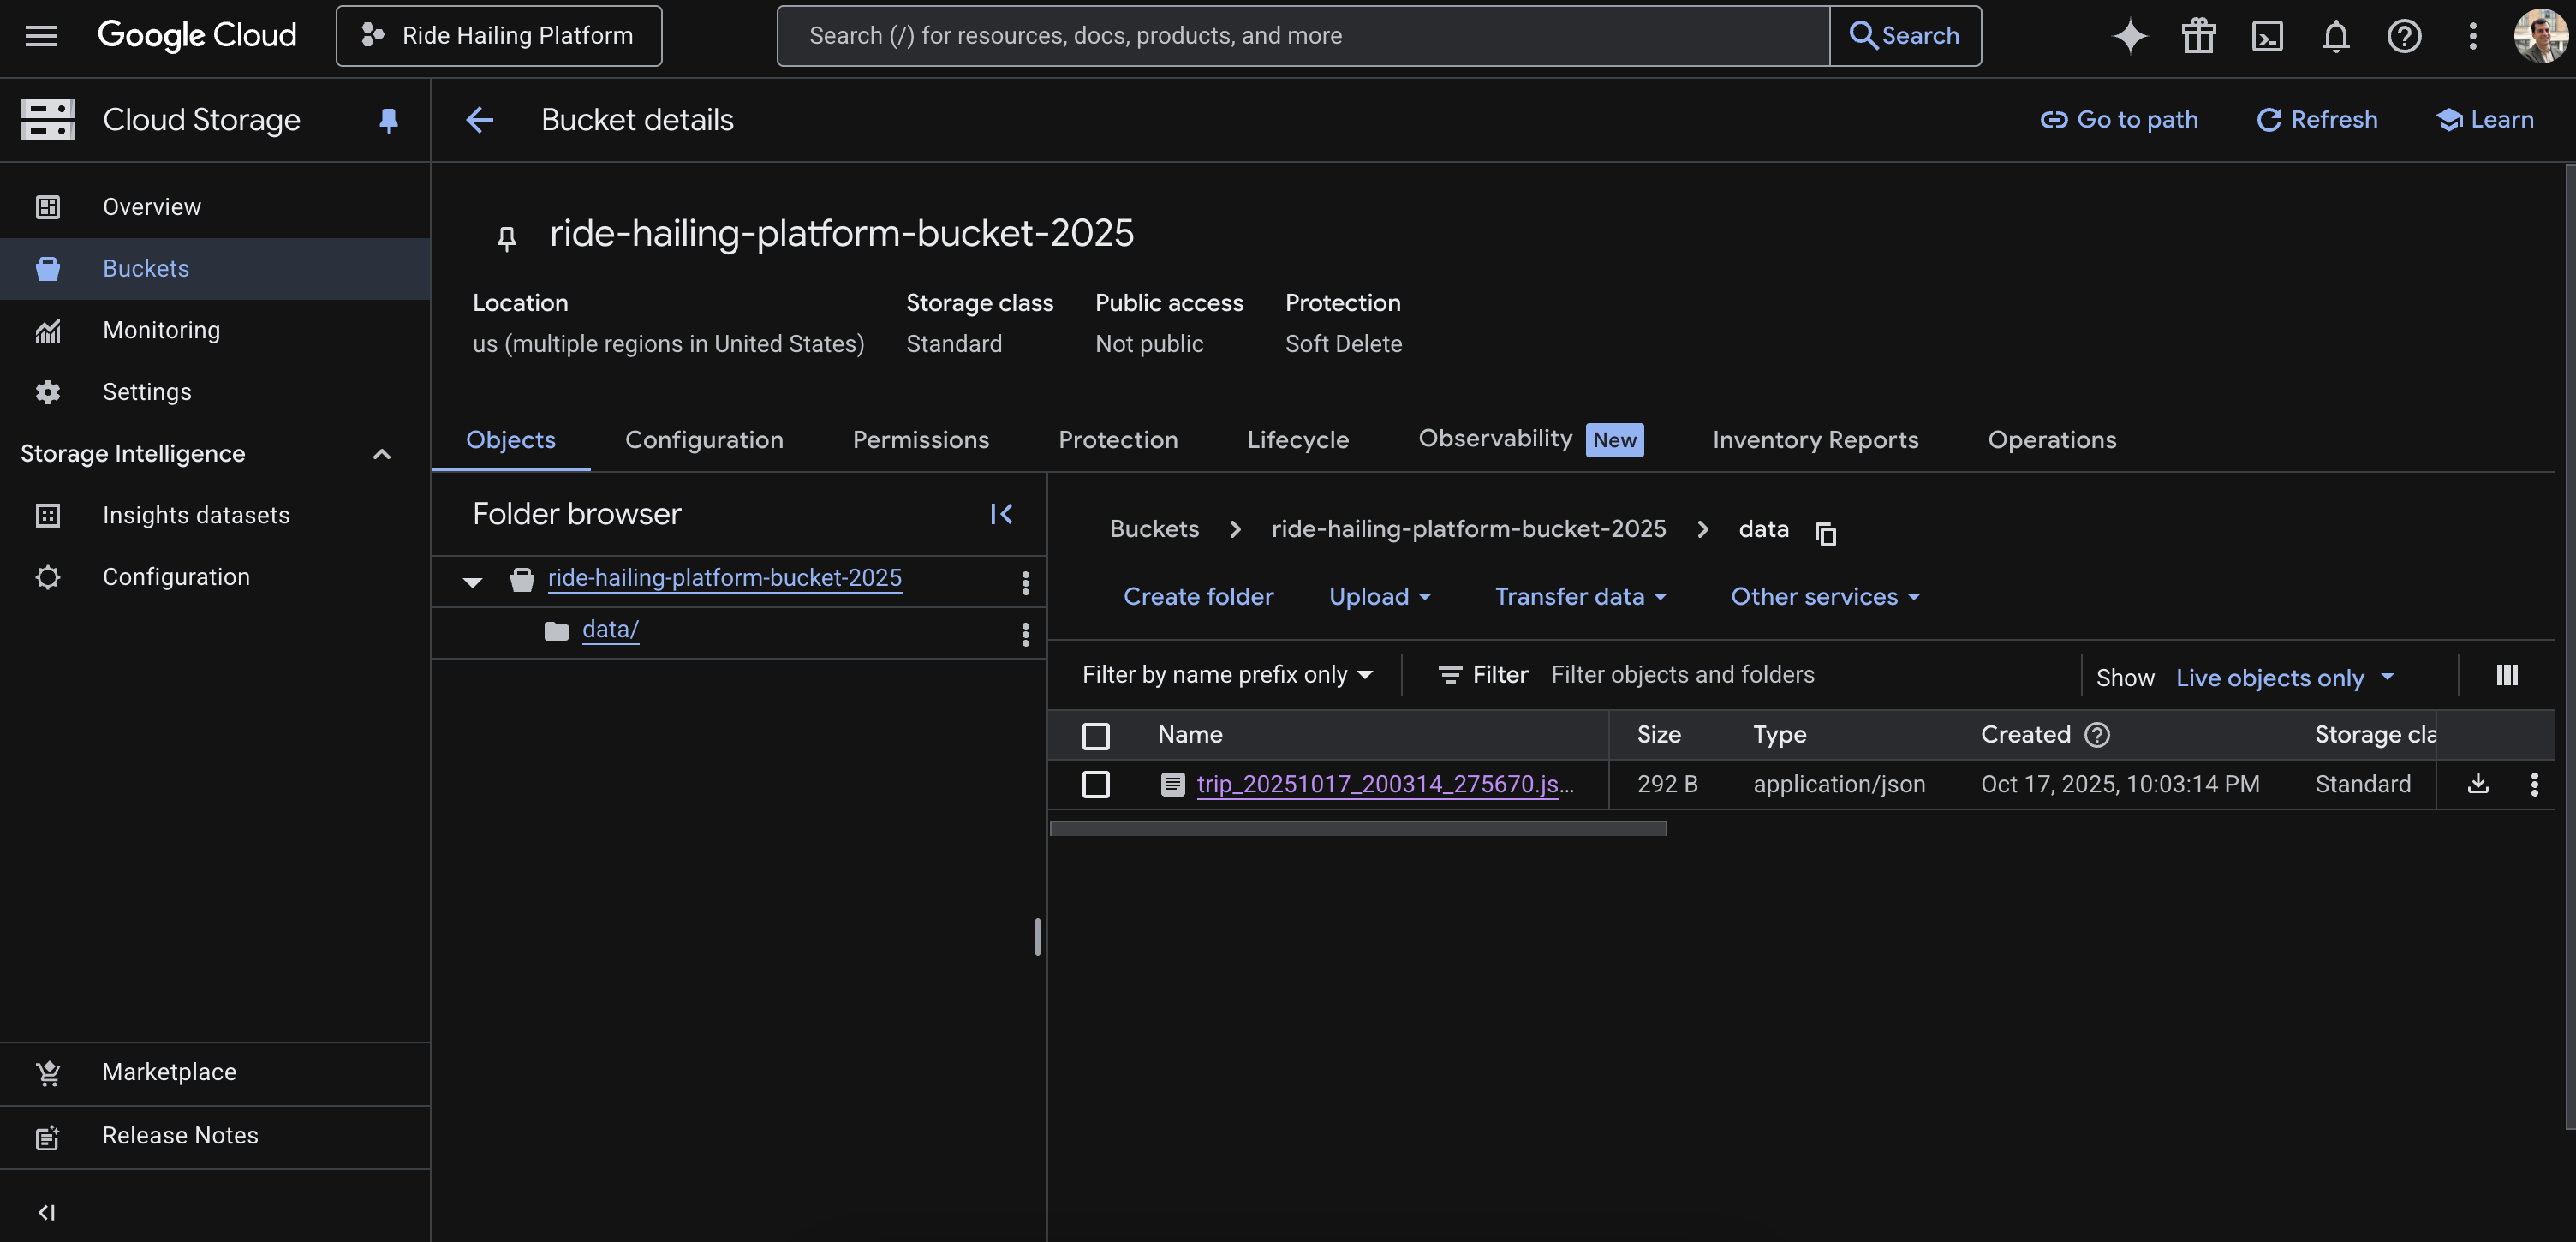 Google Cloud
Ride Hailing Platform
Search (/) for resources, docs, products, and more
Search
Cloud Storage
Bucket details
Go to path
Refresh
Learn
Overview
Buckets
Monitoring
Settings
Storage Intelligence
Insights datasets
Configuration
Marketplace
Release Notes
ride-hailing-platform-bucket-2025
Location Storage class Public access Protection
us (multiple regions in United States) Standard Not public Soft Delete
Objects Configuration Permissions Protection Lifecycle Observability New Inventory Reports Operations
Folder browser
ride-hailing-platform-bucket-2025
data/
Buckets > ride-hailing-platform-bucket-2025 > data
Create folder Upload Transfer data Other services
Filter by name prefix only Filter Filter objects and folders Show Live objects only
Name Size Type Created Storage cla
trip_20251017_200314_275670.js... 292 B application/json Oct 17, 2025, 10:03:14 PM Standard